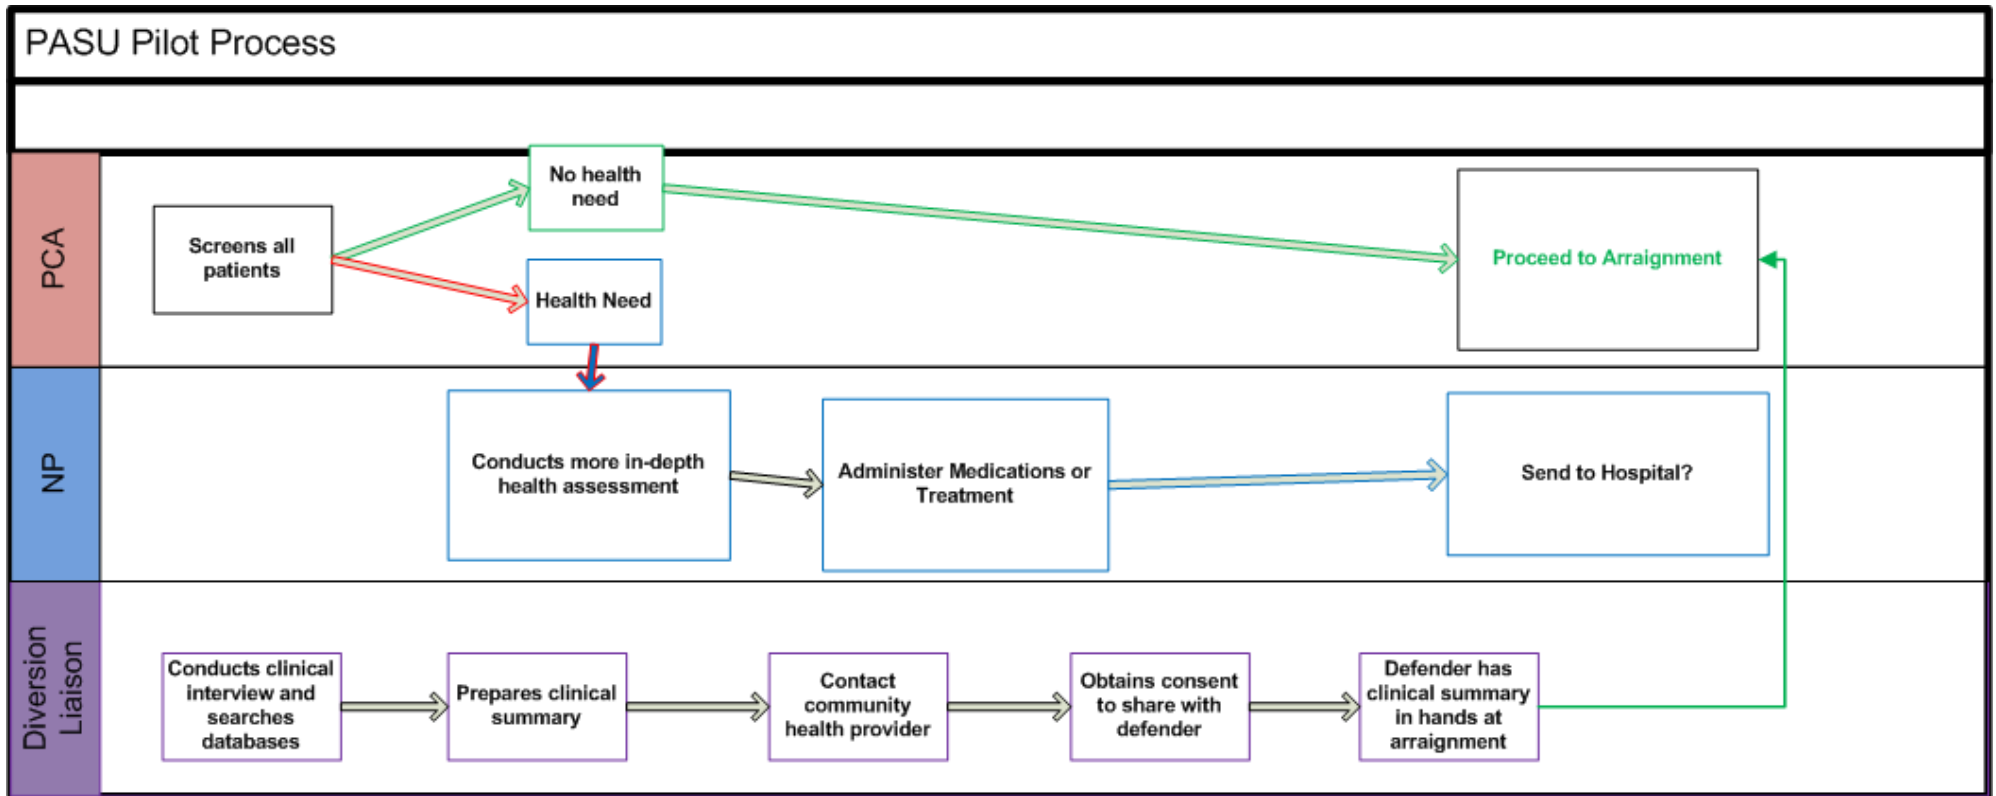 PASU Pilot Process
PCA
Screens all
patients
No health
need
Health Need
Proceed to Arraignment
NP
Conducts more in-depth
health assessment
Administer Medications or
Treatment
Send to Hospital?
Diversion
Liaison
Conducts clinical
interview and
searches
databases
Prepares clinical
summary
Contact
community
health provider
Obtains consent
to share with
defender
Defender has
clinical summary
in hands at
arraignment